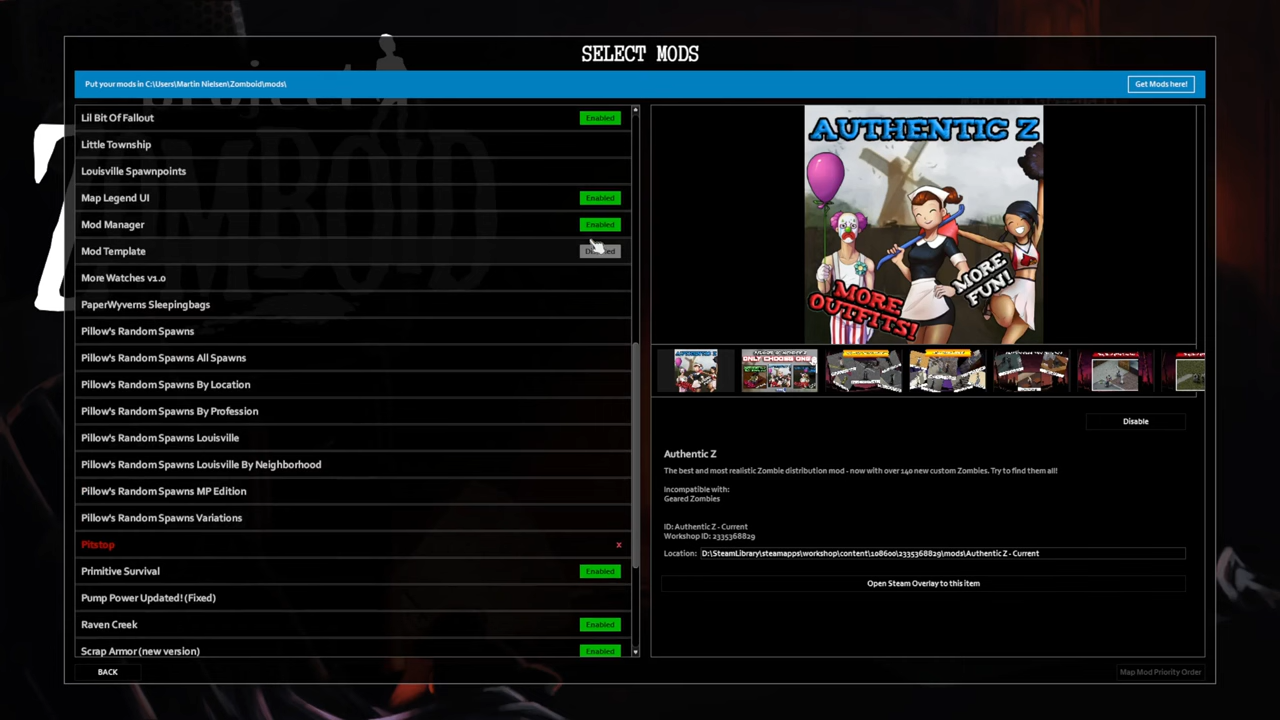 SELECT MODS
Put your mods in C:\Users\Martin Nielsen\Zomboid\mods\
Get Mods here!
Lil Bit Of Fallout Enabled
Little Township
Louisville Spawnpoints
Map Legend UI Enabled
Mod Manager Enabled
Mod Template
More Watches v1.0
PaperWyverns Sleepingbags
Pillow's Random Spawns
Pillow's Random Spawns All Spawns
Pillow's Random Spawns By Location
Pillow's Random Spawns By Profession
Pillow's Random Spawns Louisville
Pillow's Random Spawns Louisville By Neighborhood
Pillow's Random Spawns MP Edition
Pillow's Random Spawns Variations
Pitstop x
Primitive Survival Enabled
Pump Power Updated! (Fixed)
Raven Creek Enabled
Scrap Armor (new version) Enabled
BACK
AUTHENTIC Z
MORE
OUTFITS!
MORE
FUN!
Disable
Authentic Z
The best and most realistic Zombie distribution mod - now with over 140 new custom Zombies. Try to find them all!
Incompatible with:
Geared Zombies
ID: Authentic Z - Current
Workshop ID: 2335368829
Location: D:\SteamLibrary\steamapps\workshop\content\108600\2335368829\mods\Authentic Z - Current
Open Steam Overlay to this item
Map Mod Priority Order